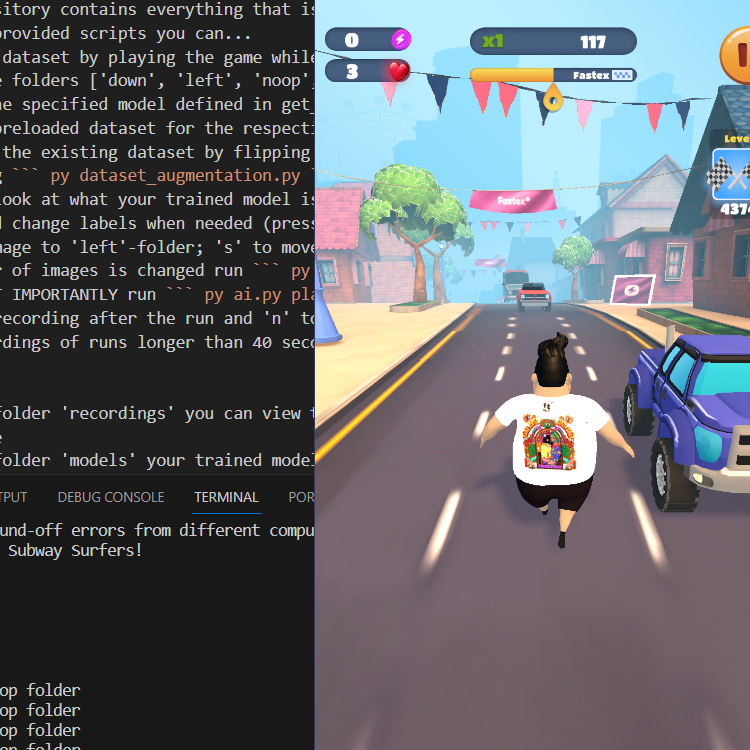 sitory contains everything that is
provided scripts you can...
dataset by playing the game while
e folders ['down', 'left', 'noop',
he specified model defined in get_
preloaded dataset for the respecti
the existing dataset by flipping
g ``` py dataset_augmentation.py `
look at what your trained model is
d change labels when needed (press
mage to 'left'-folder; 's' to move
r of images is changed run ``` py
T IMPORTANTLY run ``` py ai.py pla
recording after the run and 'n' to
rdings of runs longer than 40 seco
folder 'recordings' you can view t
e
folder 'models' your trained model
TPUT DEBUG CONSOLE TERMINAL POR
und-off errors from different compu
Subway Surfers!
op folder
op folder
op folder
op folder
0
x1 117
3
Fastex
Leve
4374
Fastex